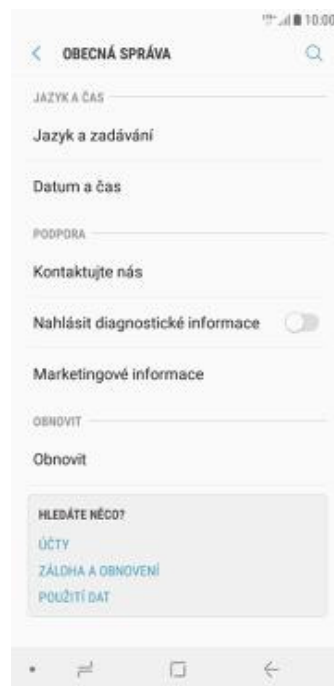 10:00
OBECNÁ SPRÁVA
JAZYK A ČAS
Jazyk a zadávání
Datum a čas
PODPORA
Kontaktujte nás
Nahlásit diagnostické informace
Marketingové informace
OBNOVIT
Obnovit
HLEDÁTE NĚCO?
ÚČTY
ZÁLOHA A OBNOVENÍ
POUŽITÍ DAT